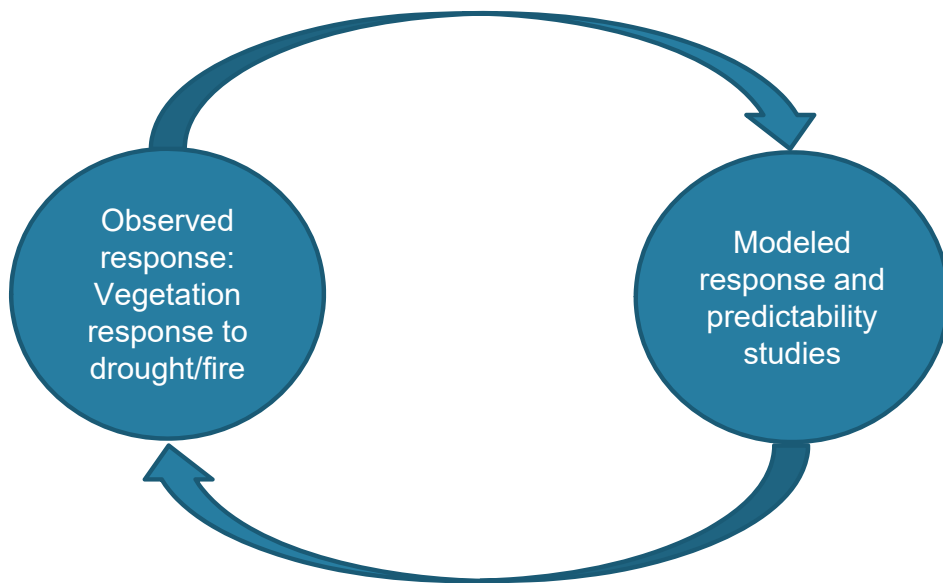 Observed
response:
Vegetation
response to
drought/fire
Modeled
response and
predictability
studies